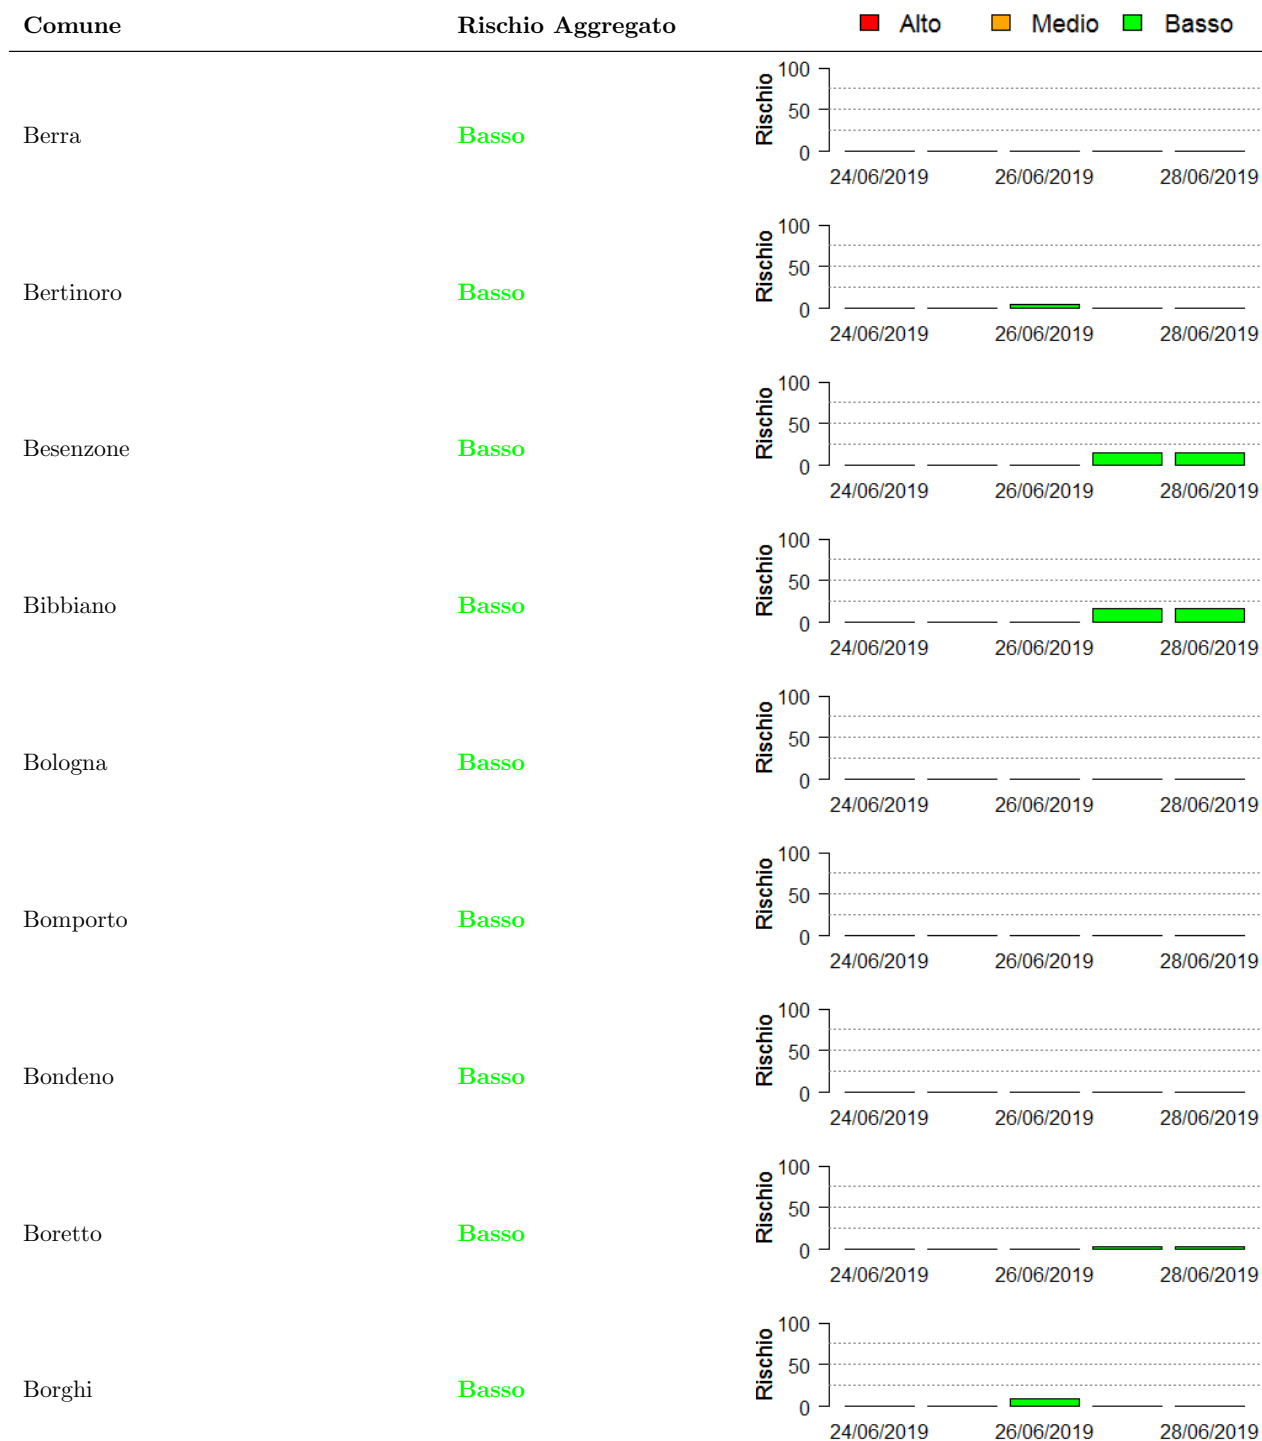 Comune Rischio Aggregato Alto Medio Basso
Berra Basso Rischio 100 50 0
24/06/2019 26/06/2019 28/06/2019
Bertinoro Basso Rischio 100 50 0
24/06/2019 26/06/2019 28/06/2019
Besenzone Basso Rischio 100 50 0
24/06/2019 26/06/2019 28/06/2019
Bibbiano Basso Rischio 100 50 0
24/06/2019 26/06/2019 28/06/2019
Bologna Basso Rischio 100 50 0
24/06/2019 26/06/2019 28/06/2019
Bomporto Basso Rischio 100 50 0
24/06/2019 26/06/2019 28/06/2019
Bondeno Basso Rischio 100 50 0
24/06/2019 26/06/2019 28/06/2019
Boretto Basso Rischio 100 50 0
24/06/2019 26/06/2019 28/06/2019
Borghi Basso Rischio 100 50 0
24/06/2019 26/06/2019 28/06/2019